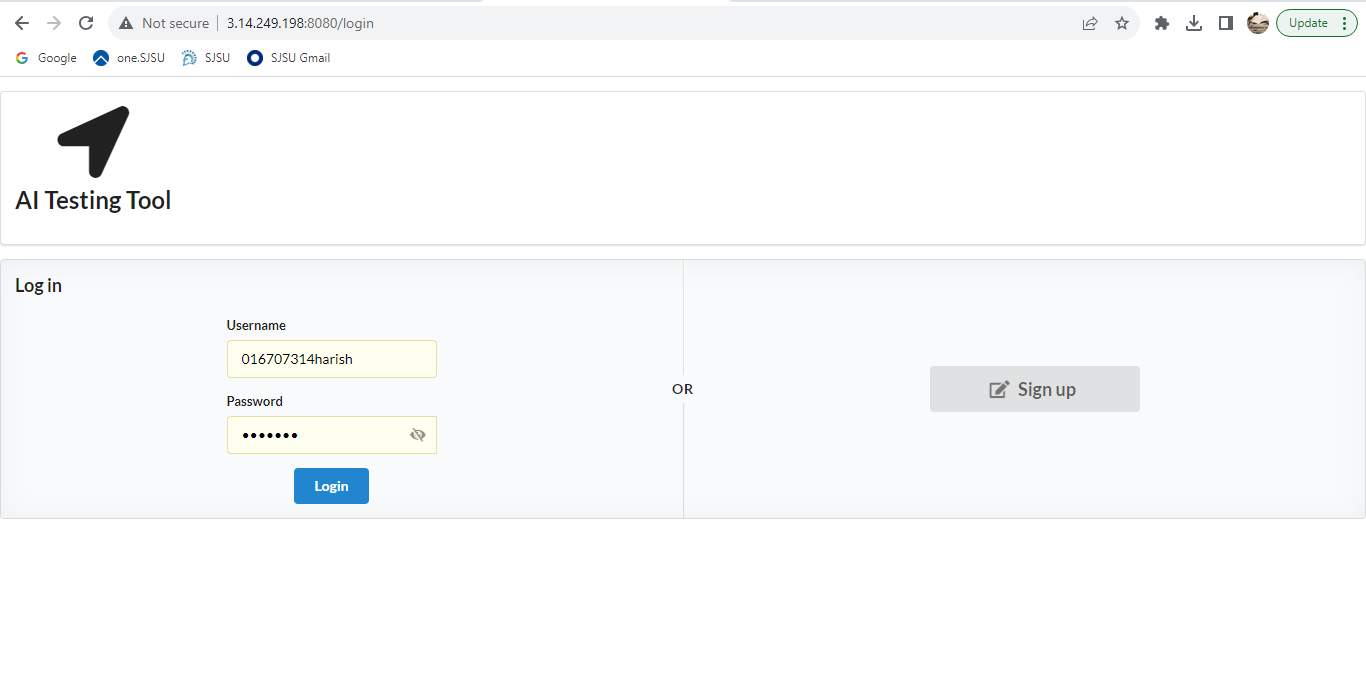 Not secure 3.14.249.198:8080/login Update
Google one.SJSU SJSU SJSU Gmail
AI Testing Tool
Log in
Username
016707314harish
Password
•••••••
Login
OR
Sign up